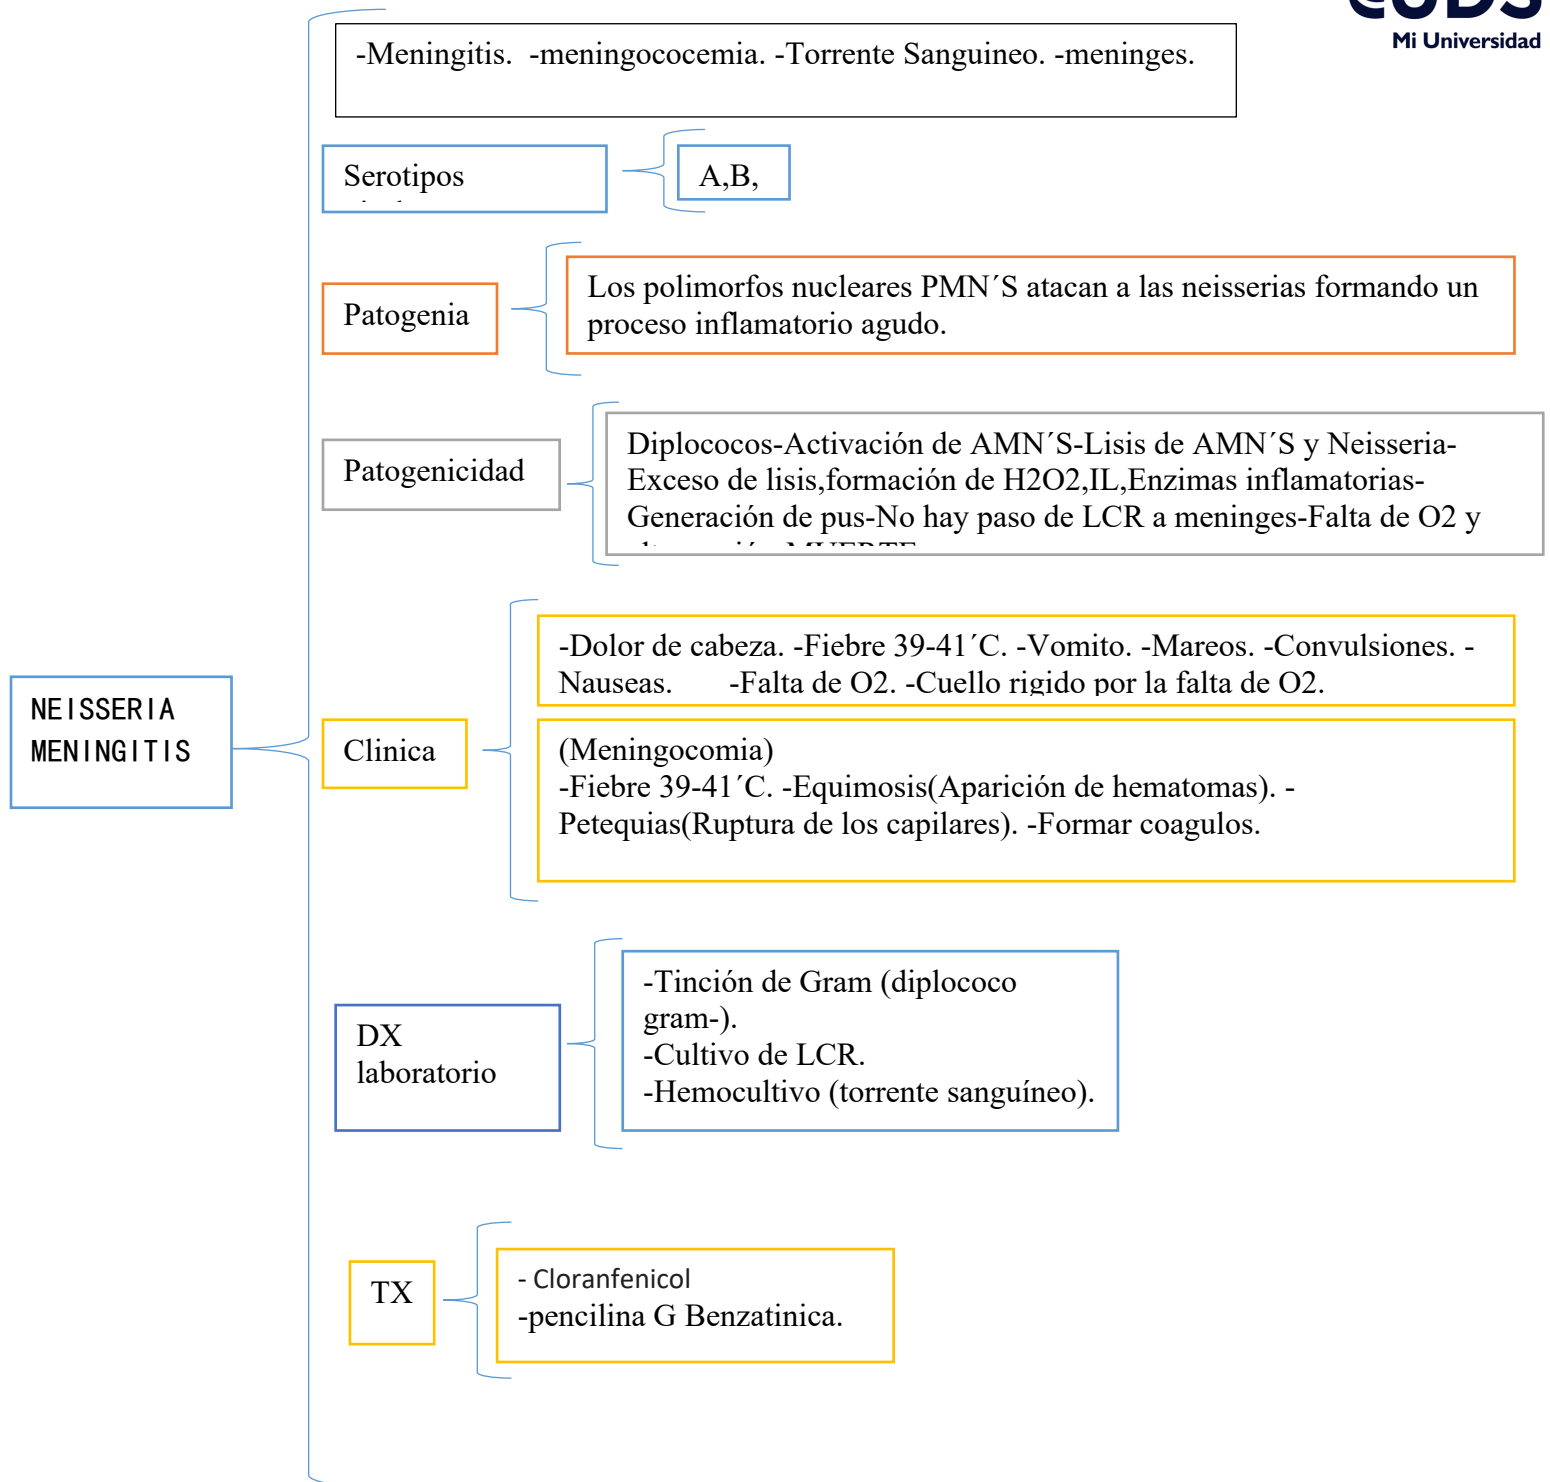 Mi Universidad
-Meningitis. -meningococemia. -Torrente Sanguineo. -meninges.
Serotipos
A,B,
Patogenia
Los polimorfos nucleares PMN´S atacan a las neisserias formando un
proceso inflamatorio agudo.
Patogenicidad
Diplococos-Activación de AMN´S-Lisis de AMN´S y Neisseria-
Exceso de lisis,formación de H2O2,IL,Enzimas inflamatorias-
Generación de pus-No hay paso de LCR a meninges-Falta de O2 y
NEISSERIA
MENINGITIS
Clinica
-Dolor de cabeza. -Fiebre 39-41´C. -Vomito. -Mareos. -Convulsiones. -
Nauseas. -Falta de O2. -Cuello rigido por la falta de O2.
(Meningocomia)
-Fiebre 39-41´C. -Equimosis(Aparición de hematomas). -
Petequias(Ruptura de los capilares). -Formar coagulos.
DX
laboratorio
-Tinción de Gram (diplococo
gram-).
-Cultivo de LCR.
-Hemocultivo (torrente sanguíneo).
TX
- Cloranfenicol
-pencilina G Benzatinica.